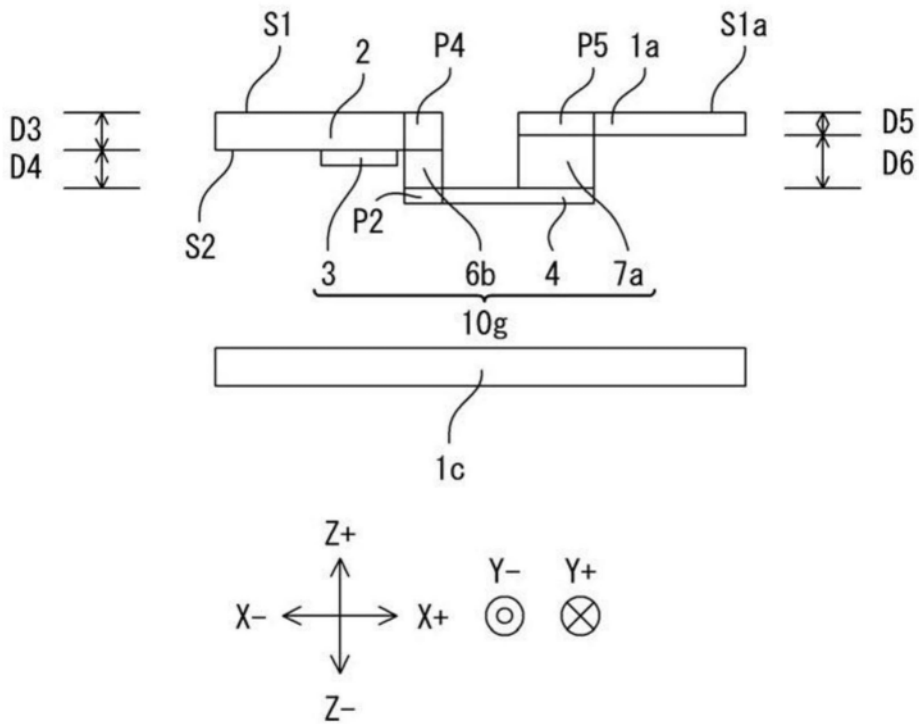 S1 2 P4 P5 1a S1a
D3 D5
D4 D6
S2 P2
3 6b 4 7a
10g
1c
Z+
Y- Y+
X- X+
Z-